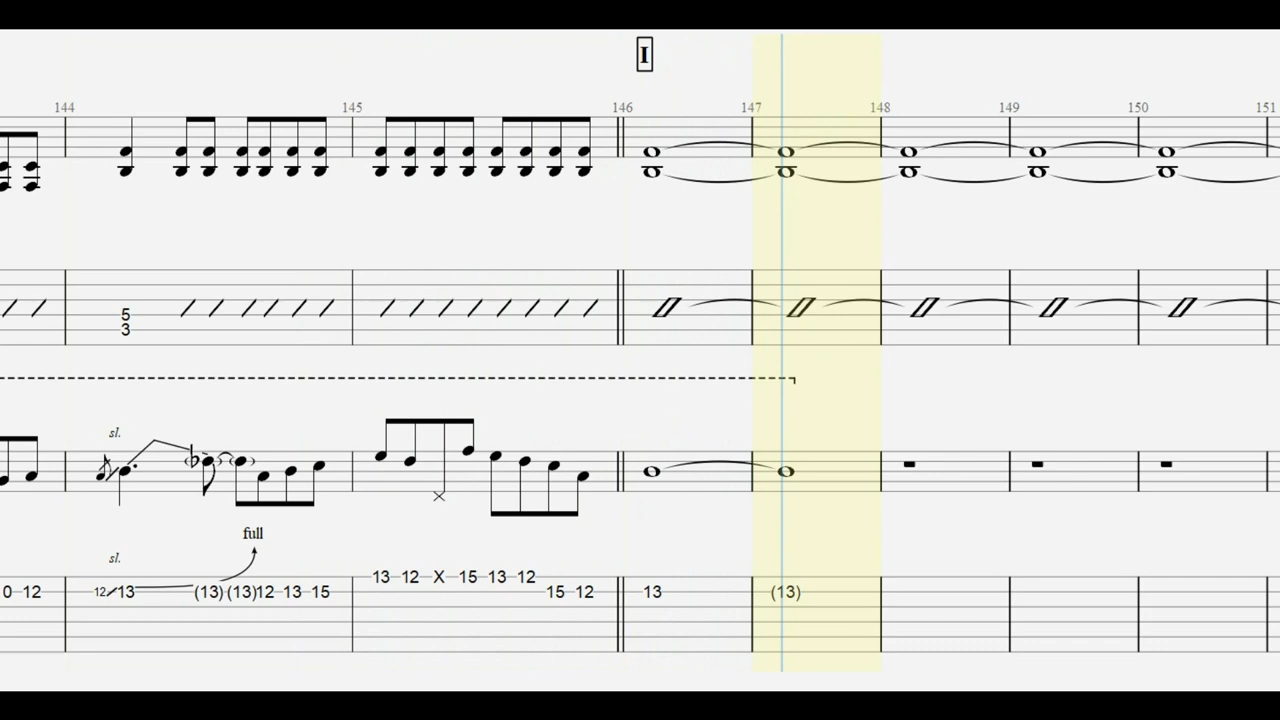 I
144 145 146 147 148 149 150 151
5
3
sl.
full
sl.
13 12 X 15 13 12
0 12 12 13 (13) (13) 12 13 15 15 12 13 (13)